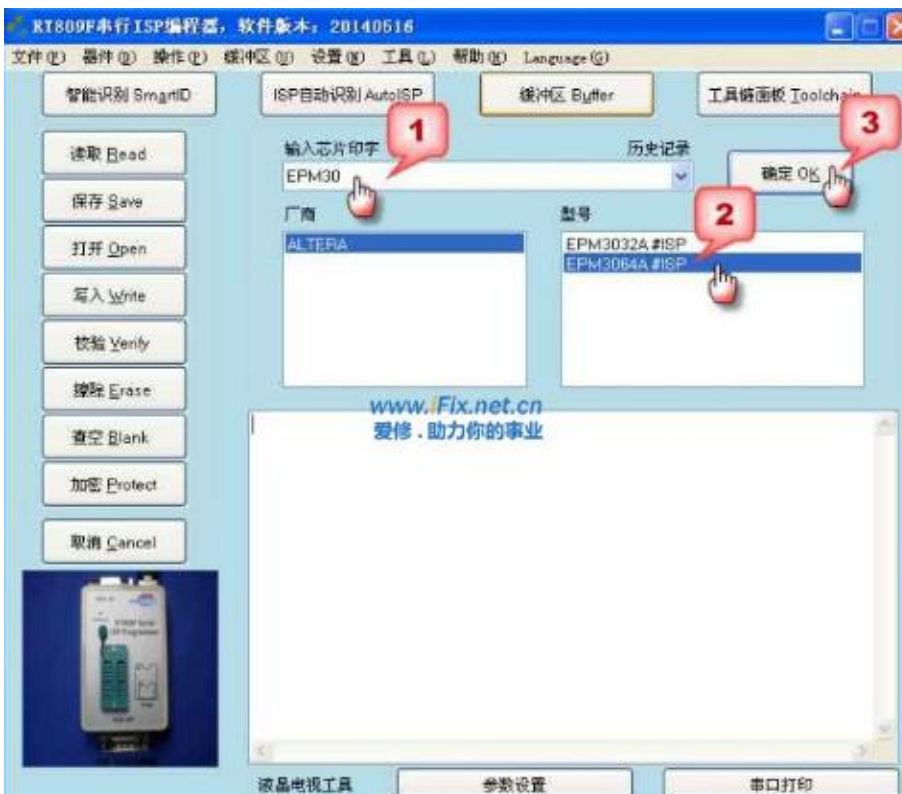 RT809F串行ISP编程器，软件版本：20140516
文件(F) 器件(D) 操作(P) 缓冲区(U) 设置(W) 工具(L) 帮助(H) Language(G)
智能识别 SmartID ISP自动识别 AutoISP 缓冲区 Buffer 工具链面板 Toolchain
1
3
读取 Read
输入芯片印字
历史记录
EPM30
确定 OK
保存 Save
厂商
型号
2
打开 Open
ALTERA
EPM3032A #ISP
EPM3064A #ISP
写入 Write
校验 Verify
擦除 Erase
www.iFix.net.cn
爱修 . 助力你的事业
查空 Blank
加密 Protect
取消 Cancel
液晶电视工具 参数设置 串口打印